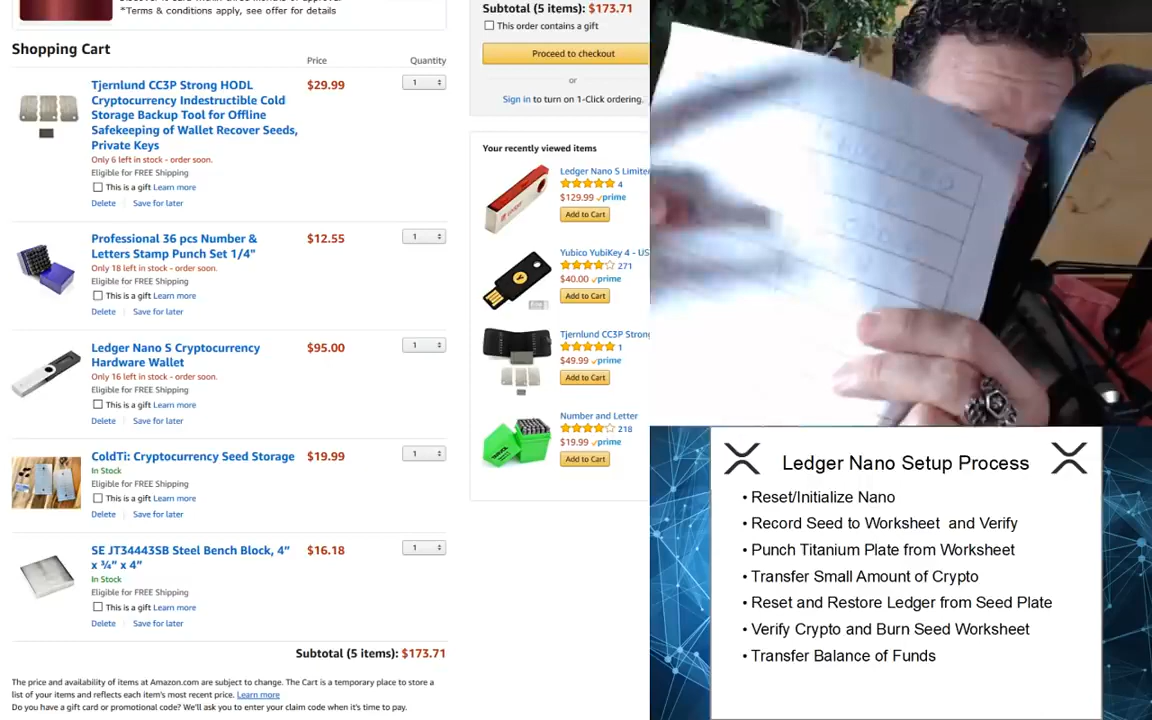 *Terms & conditions apply, see offer for details
Shopping Cart
Price
Quantity
Tjernlund CC3P Strong HODL
Cryptocurrency Indestructible Cold
Storage Backup Tool for Offline
Safekeeping of Wallet Recover Seeds,
Private Keys
$29.99
1
Only 6 left in stock - order soon.
Eligible for FREE Shipping
This is a gift Learn more
Delete
Save for later
Professional 36 pcs Number &
Letters Stamp Punch Set 1/4"
$12.55
1
Only 18 left in stock - order soon.
Eligible for FREE Shipping
This is a gift Learn more
Delete
Save for later
Ledger Nano S Cryptocurrency
Hardware Wallet
$95.00
1
Only 16 left in stock - order soon.
Eligible for FREE Shipping
This is a gift Learn more
Delete
Save for later
ColdTi: Cryptocurrency Seed Storage
$19.99
1
In Stock
Eligible for FREE Shipping
This is a gift Learn more
Delete
Save for later
SE JT34443SB Steel Bench Block, 4”
x ¾” x 4”
$16.18
1
In Stock
Eligible for FREE Shipping
This is a gift Learn more
Delete
Save for later
Subtotal (5 items): $173.71
The price and availability of items at Amazon.com are subject to change. The Cart is a temporary place to store a
list of your items and reflects each item's most recent price. Learn more
Do you have a gift card or promotional code? We'll ask you to enter your claim code when it's time to pay.
Subtotal (5 items): $173.71
This order contains a gift
Proceed to checkout
or
Sign in to turn on 1-Click ordering.
Your recently viewed items
Ledger Nano S Limite
4
$129.99 prime
Add to Cart
Yubico YubiKey 4 - US
271
$40.00 prime
Add to Cart
Tjernlund CC3P Strong
1
$49.99 prime
Add to Cart
Number and Letter
218
$19.99 prime
Add to Cart
Ledger Nano Setup Process
• Reset/Initialize Nano
• Record Seed to Worksheet and Verify
• Punch Titanium Plate from Worksheet
• Transfer Small Amount of Crypto
• Reset and Restore Ledger from Seed Plate
• Verify Crypto and Burn Seed Worksheet
• Transfer Balance of Funds